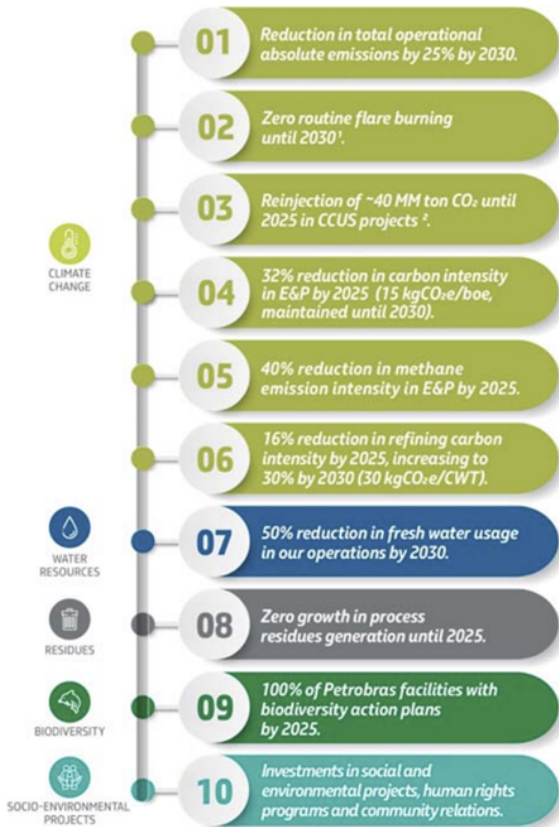 01
Reduction in total operational
absolute emissions by 25% by 2030.
02
Zero routine flare burning
until 2030¹.
03
Reinjection of ~40 MM ton CO₂ until
2025 in CCUS projects ².
CLIMATE
CHANGE
04
32% reduction in carbon intensity
in E&P by 2025 (15 kgCO₂e/boe,
maintained until 2030).
05
40% reduction in methane
emission intensity in E&P by 2025.
06
16% reduction in refining carbon
intensity by 2025, increasing to
30% by 2030 (30 kgCO₂e/CWT).
WATER
RESOURCES
07
50% reduction in fresh water usage
in our operations by 2030.
RESIDUES
08
Zero growth in process
residues generation until 2025.
BIODIVERSITY
09
100% of Petrobras facilities with
biodiversity action plans
by 2025.
SOCIO-ENVIRONMENTAL
PROJECTS
10
Investments in social and
environmental projects, human rights
programs and community relations.